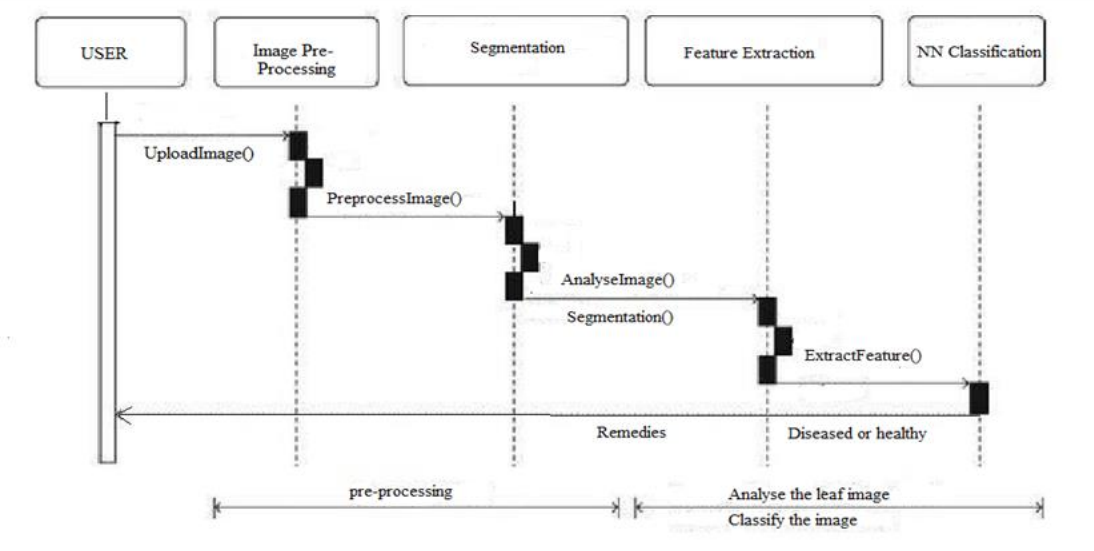 USER
Image Pre-
Processing
Segmentation
Feature Extraction
NN Classification
UploadImage()
PreprocessImage()
AnalyseImage()
Segmentation()
ExtractFeature()
Remedies
Diseased or healthy
pre-processing
Analyse the leaf image
Classify the image